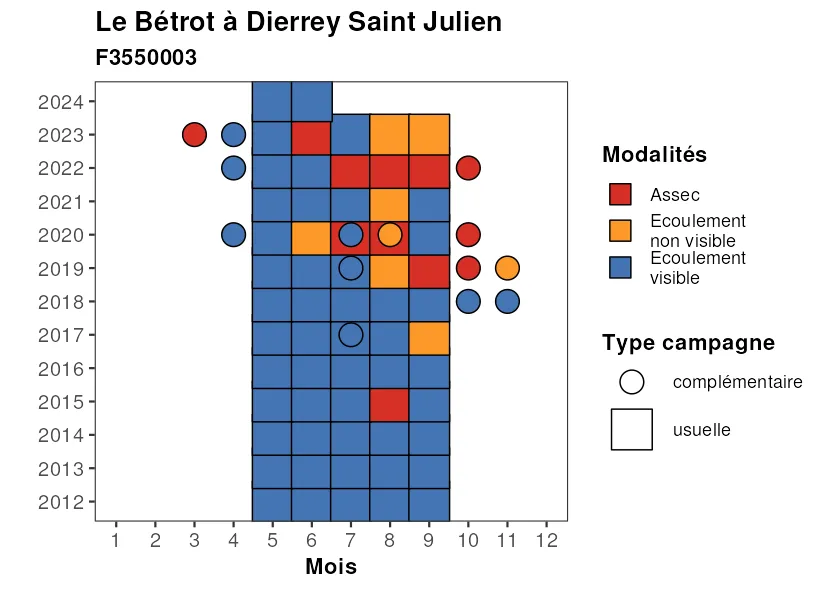 Le Bétrot à Dierrey Saint Julien
F3550003
2024
2023
2022
2021
2020
2019
2018
2017
2016
2015
2014
2013
2012
1 2 3 4 5 6 7 8 9 10 11 12
Mois
Modalités
Assec
Ecoulement
non visible
Ecoulement
visible
Type campagne
complémentaire
usuelle